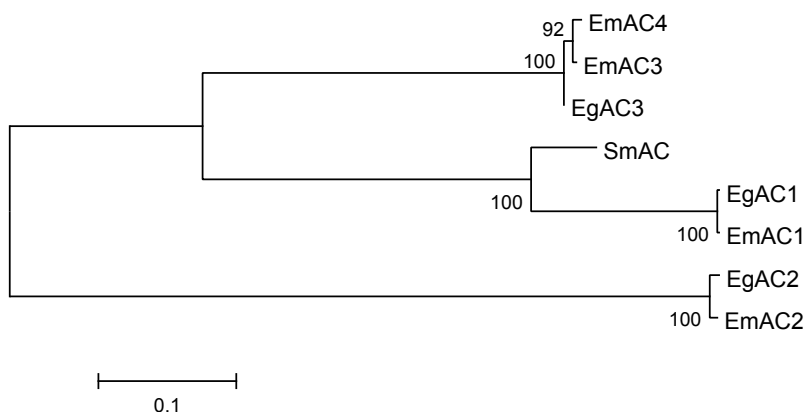 EmAC4
92
EmAC3
100
EgAC3
SmAC
100
EgAC1
EmAC1
100
EgAC2
EmAC2
100
0.1